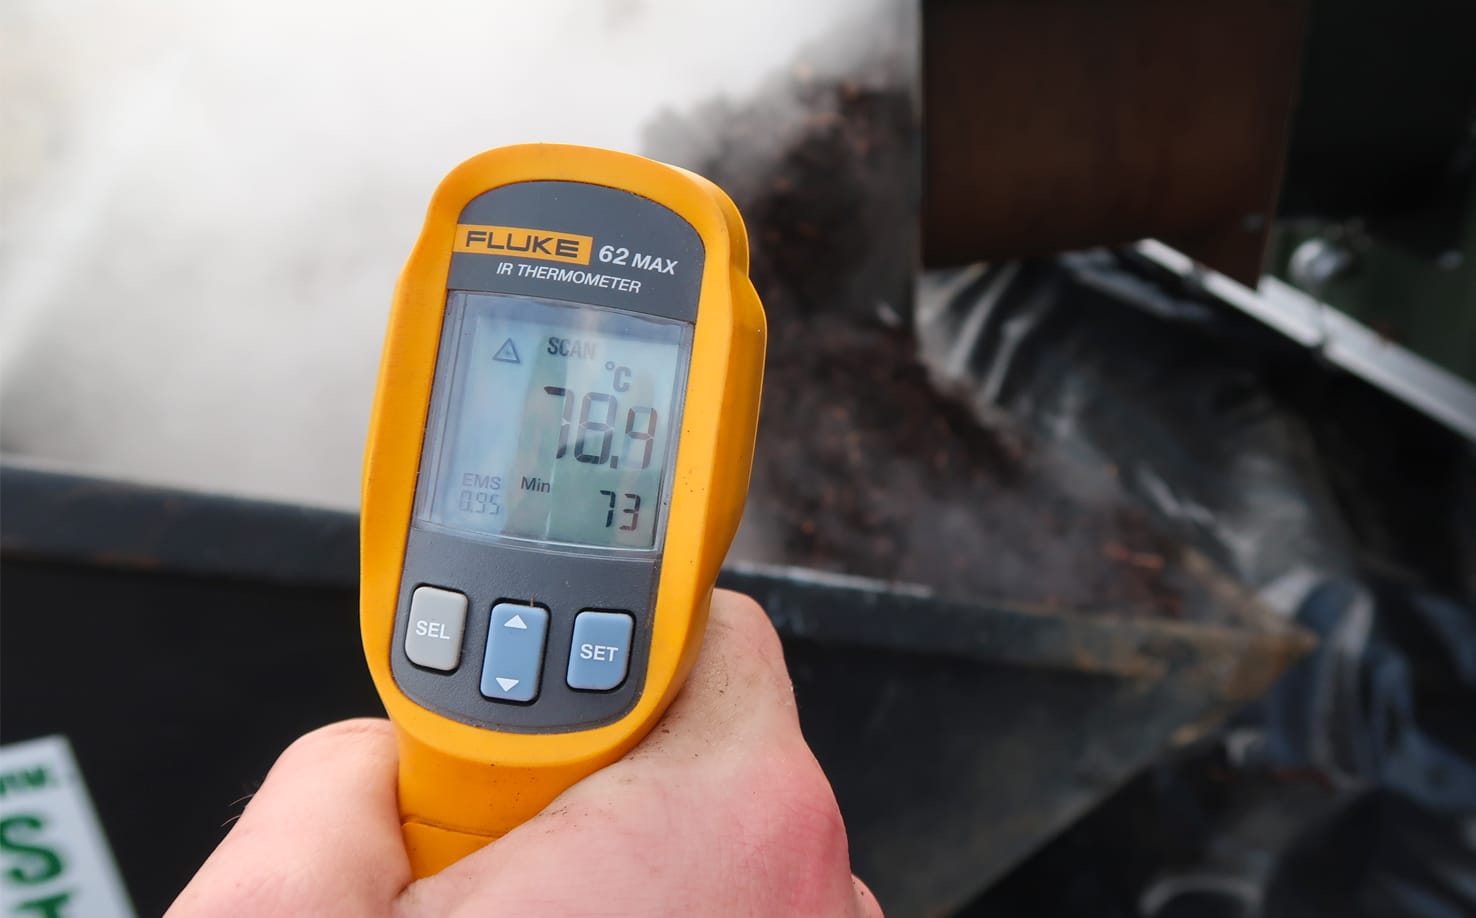 FLUKE 62 MAX
IR THERMOMETER
SCAN
°C
78.9
EMS Min
0.95 73
SEL
SET
S